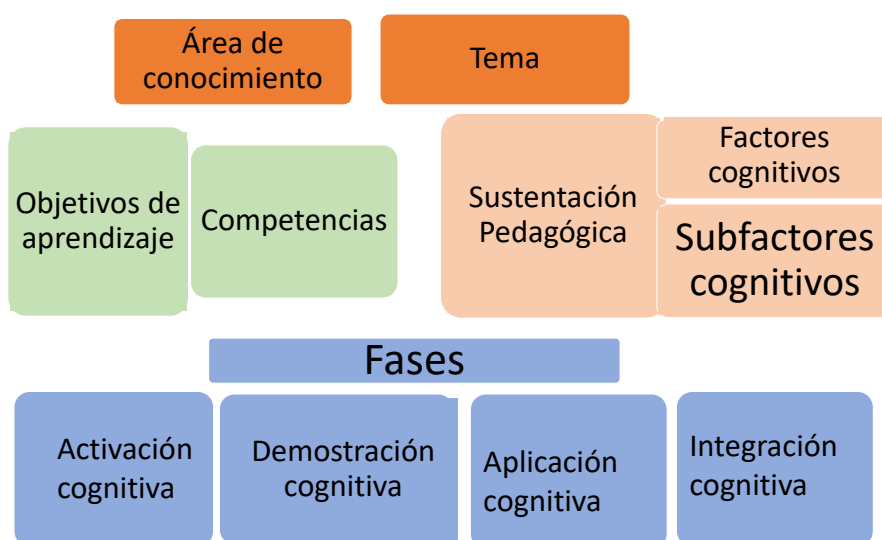 Área de
conocimiento
Tema
Objetivos de
aprendizaje
Competencias
Sustentación
Pedagógica
Factores
cognitivos
Subfactores
cognitivos
Fases
Activación
cognitiva
Demostración
cognitiva
Aplicación
cognitiva
Integración
cognitiva